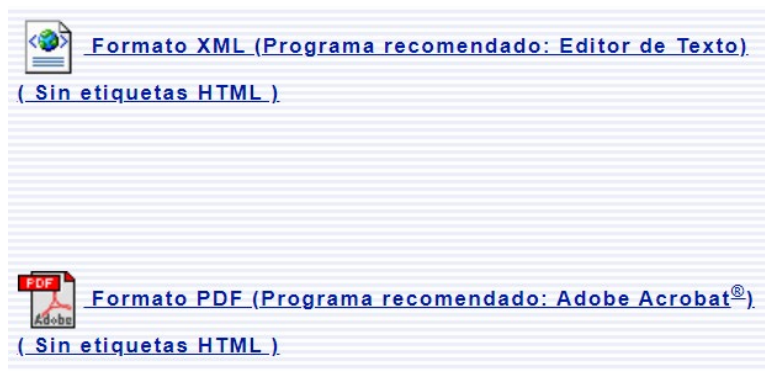 Formato XML (Programa recomendado: Editor de Texto)
( Sin etiquetas HTML )
PDF
Adobe
Formato PDF (Programa recomendado: Adobe Acrobat®)
( Sin etiquetas HTML )